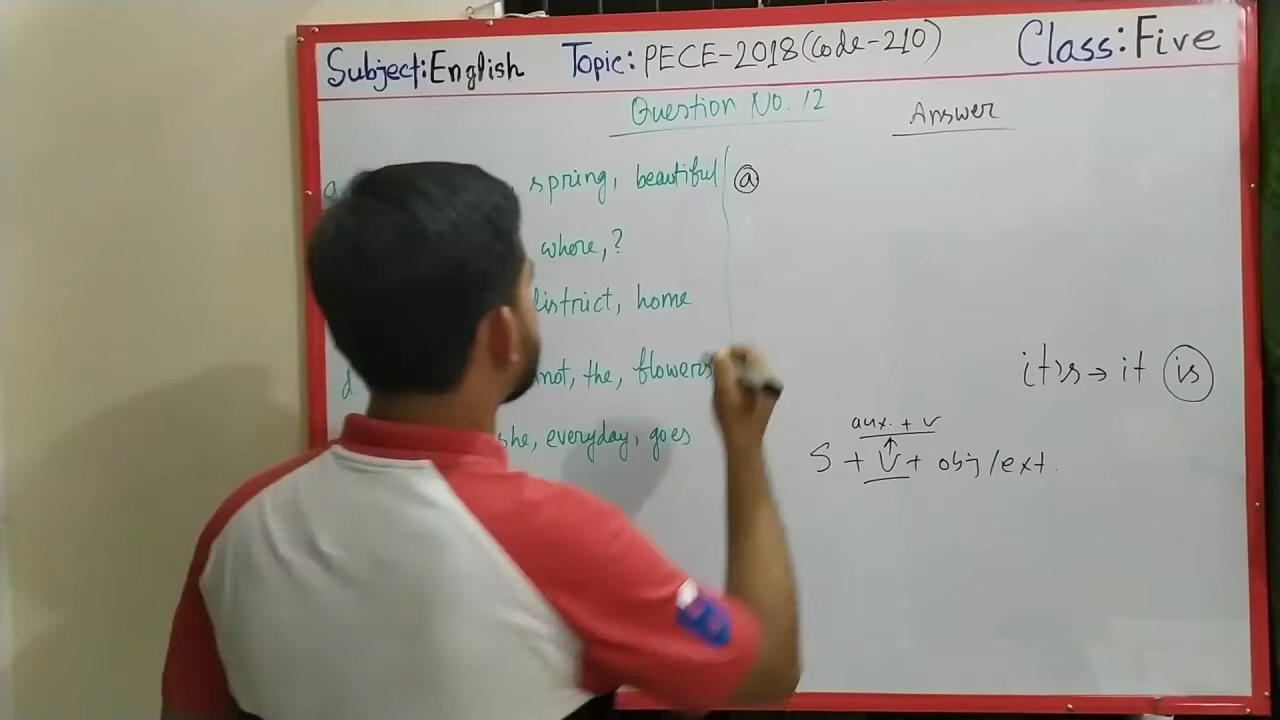 Subject:English Topic: PECE-2018(Code-210) Class:Five
Question No. 12 Answer
a , spring, beautiful (a)
whore,?
district, home
d not, the, flowers
it's → it is
she, everyday, goes
aux. + v
S + V + obj/ext.